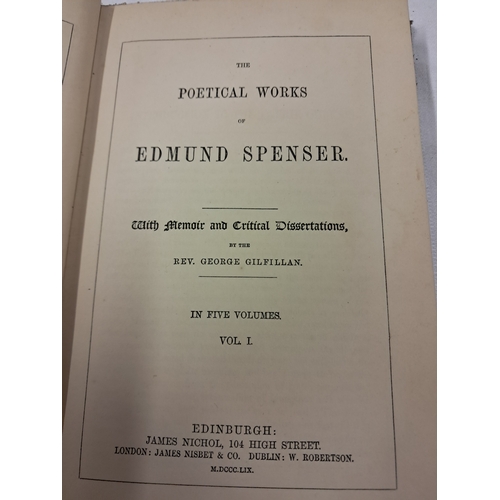 THE
POETICAL WORKS
OF
EDMUND SPENSER.
With Memoir and Critical Dissertations,
BY THE
REV. GEORGE GILFILLAN.
IN FIVE VOLUMES.
VOL. I.
EDINBURGH:
JAMES NICHOL, 104 HIGH STREET.
LONDON: JAMES NISBET & CO. DUBLIN: W. ROBERTSON.
M.DCCC.LIX.